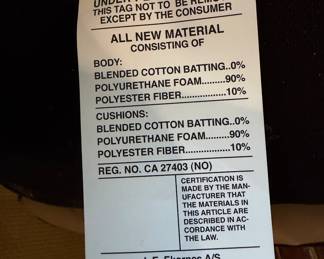 THIS TAG NOT TO BE REMO
EXCEPT BY THE CONSUMER
ALL NEW MATERIAL
CONSISTING OF
BODY:
BLENDED COTTON BATTING..0%
POLYURETHANE FOAM.......90%
POLYESTER FIBER................10%
CUSHIONS:
BLENDED COTTON BATTING..0%
POLYURETHANE FOAM.......90%
POLYESTER FIBER................10%
REG. NO. CA 27403 (NO)
CERTIFICATION IS
MADE BY THE MAN-
UFACTURER THAT
THE MATERIALS IN
THIS ARTICLE ARE
DESCRIBED IN AC-
CORDANCE WITH
THE LAW.
Ekornes A/S